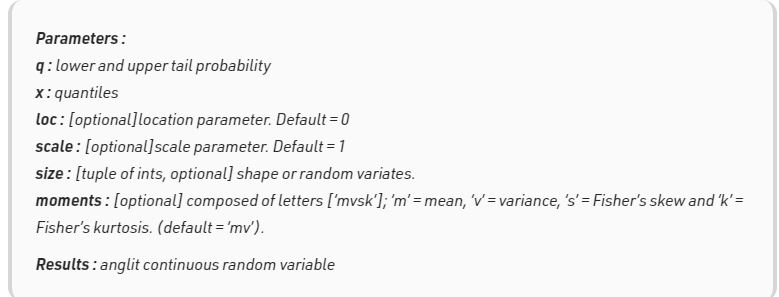 Parameters :
q : lower and upper tail probability
x : quantiles
loc : [optional]location parameter. Default = 0
scale : [optional]scale parameter. Default = 1
size : [tuple of ints, optional] shape or random variates.
moments : [optional] composed of letters [‘mvsk’]; ‘m’ = mean, ‘v’ = variance, ‘s’ = Fisher’s skew and ‘k’ =
Fisher’s kurtosis. (default = ‘mv’).
Results : anglit continuous random variable